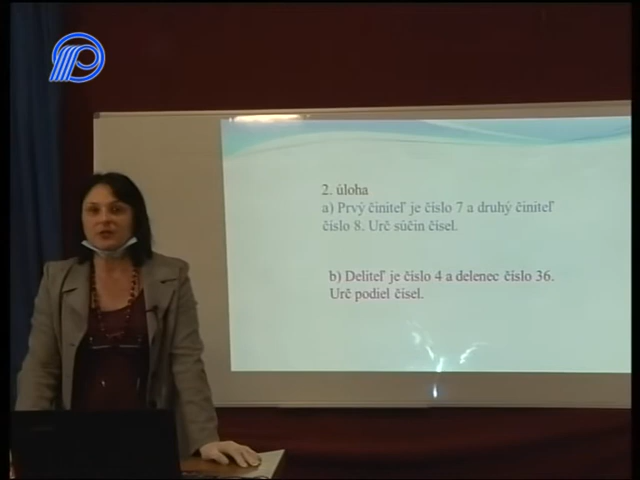 2. úloha
a) Prvý činiteľ je číslo 7 a druhý činiteľ
číslo 8. Urč súčin čísel.
b) Deliteľ je číslo 4 a delenec číslo 36.
Urč podiel čísel.